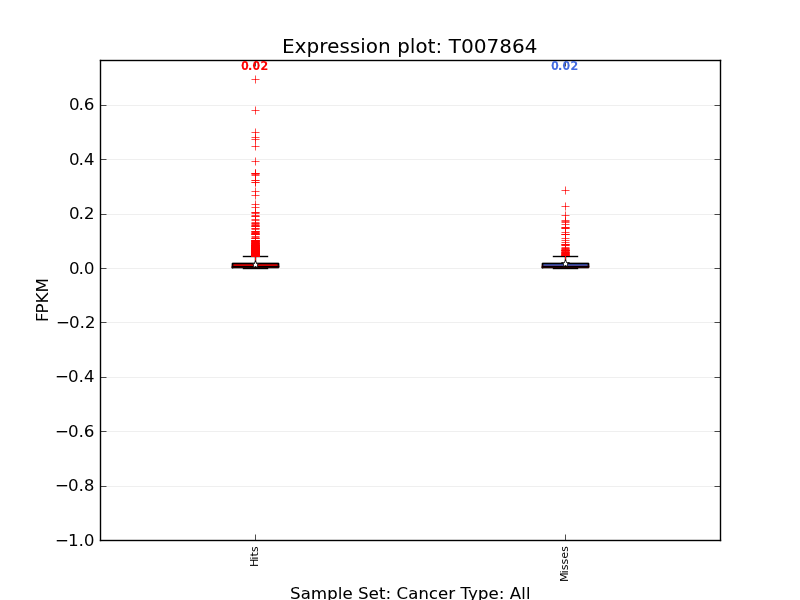 Expression plot: T007864
0.02
0.02
0.6
0.4
0.2
0.0
−0.2
−0.4
−0.6
−0.8
−1.0
FPKM
Hits
Misses
Sample Set: Cancer Type: All